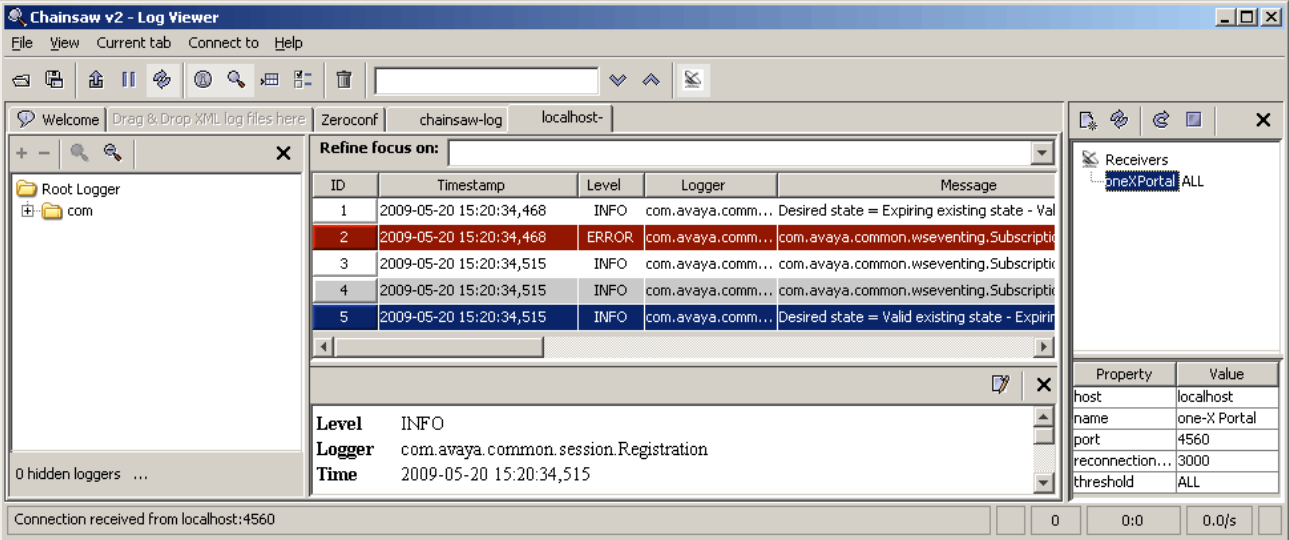 Chainsaw v2 - Log Viewer
File View Current tab Connect to Help
Welcome Drag & Drop XML log files here Zeroconf chainsaw-log localhost-
Refine focus on:
Root Logger
com
0 hidden loggers ...
ID Timestamp Level Logger Message
1 2009-05-20 15:20:34,468 INFO com.avaya.comm... Desired state = Expiring existing state - Val
2 2009-05-20 15:20:34,468 ERROR com.avaya.comm... com.avaya.common.wseventing.Subscriptio
3 2009-05-20 15:20:34,515 INFO com.avaya.comm... com.avaya.common.wseventing.Subscriptio
4 2009-05-20 15:20:34,515 INFO com.avaya.comm... com.avaya.common.wseventing.Subscriptio
5 2009-05-20 15:20:34,515 INFO com.avaya.comm... Desired state = Valid existing state - Expirin
Level INFO
Logger com.avaya.common.session.Registration
Time 2009-05-20 15:20:34,515
Receivers
oneXPortal ALL
Property Value
host localhost
name one-X Portal
port 4560
reconnection... 3000
threshold ALL
Connection received from localhost:4560 0 0:0 0.0/s